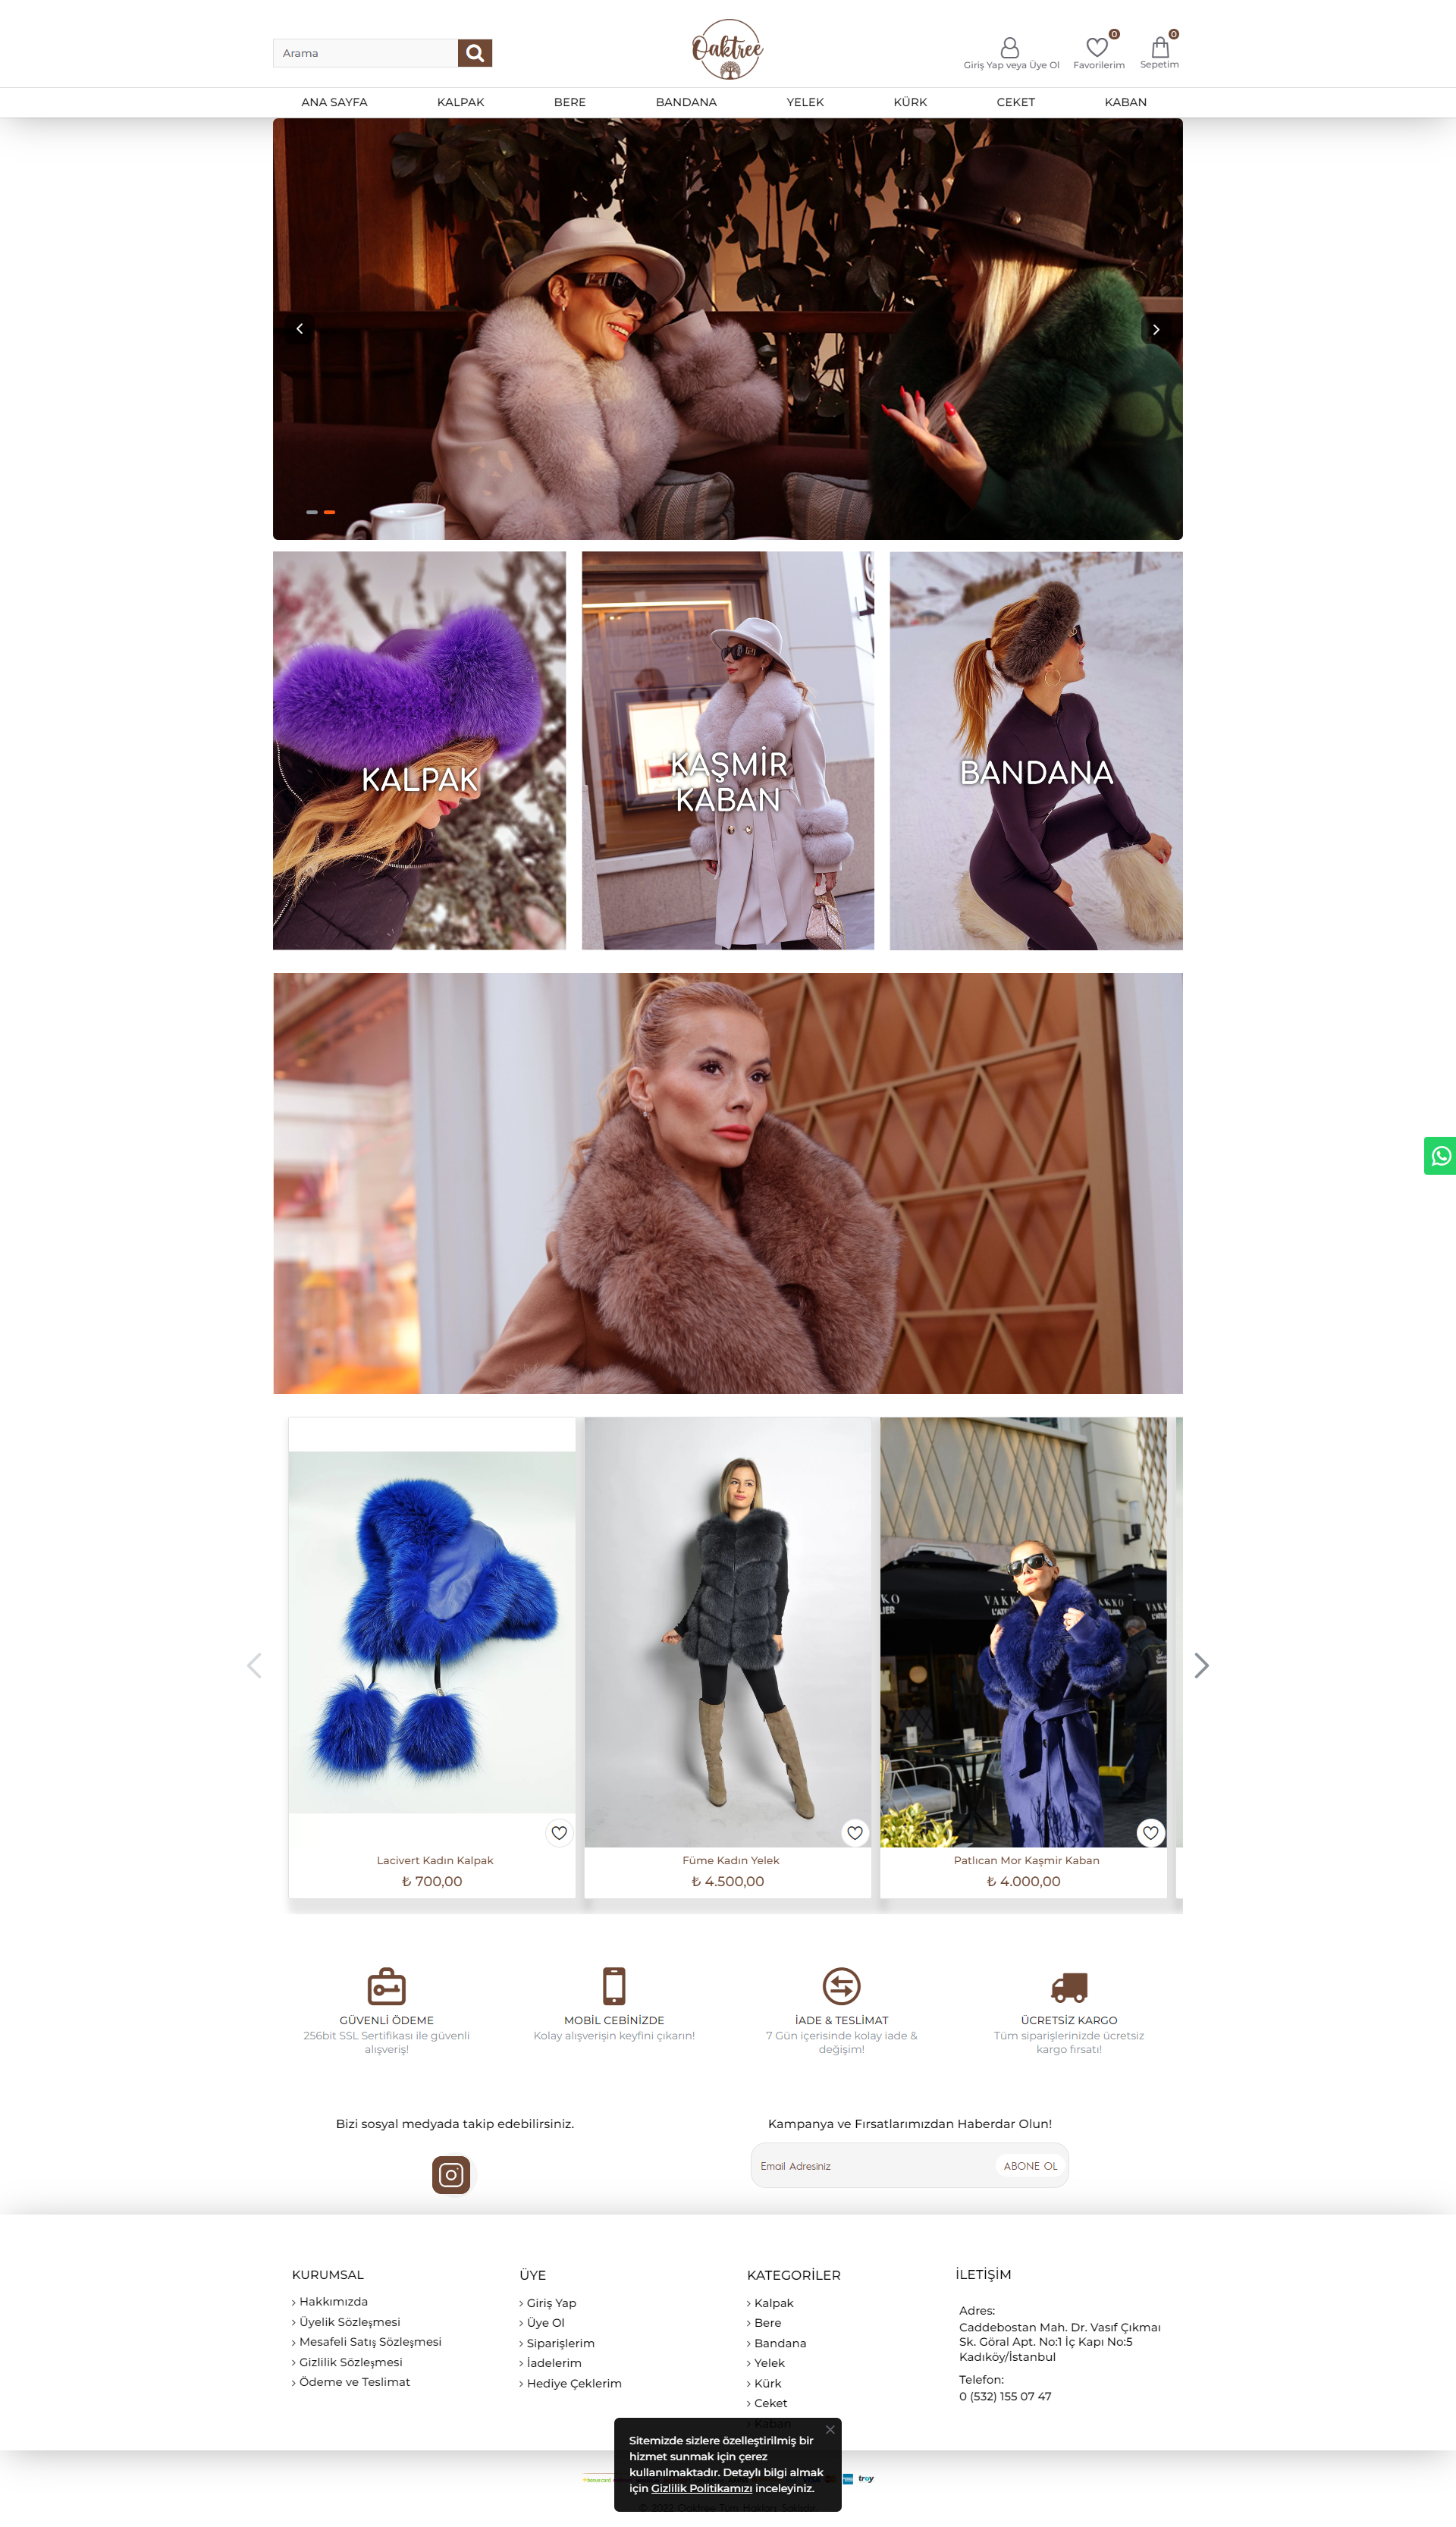 Arama
Oaktree
Giriş Yap veya Üye Ol
0
Favorilerim
0
Sepetim
ANA SAYFA
KALPAK
BERE
BANDANA
YELEK
KÜRK
CEKET
KABAN
KALPAK
KAŞMİR
KABAN
BANDANA
VAKKO
L'ATELIER
Lacivert Kadın Kalpak
₺ 700,00
Füme Kadın Yelek
₺ 4.500,00
Patlıcan Mor Kaşmir Kaban
₺ 4.000,00
GÜVENLİ ÖDEME
256bit SSL Sertifikası ile güvenli
alışveriş!
MOBİL CEBİNİZDE
Kolay alışverişin keyfini çıkarın!
İADE & TESLİMAT
7 Gün içerisinde kolay iade &
değişim!
ÜCRETSİZ KARGO
Tüm siparişlerinizde ücretsiz
kargo fırsatı!
Bizi sosyal medyada takip edebilirsiniz.
Kampanya ve Fırsatlarımızdan Haberdar Olun!
Email Adresiniz
ABONE OL
KURUMSAL
› Hakkımızda
› Üyelik Sözleşmesi
› Mesafeli Satış Sözleşmesi
› Gizlilik Sözleşmesi
› Ödeme ve Teslimat
ÜYE
› Giriş Yap
› Üye Ol
› Siparişlerim
› İadelerim
› Hediye Çeklerim
KATEGORİLER
› Kalpak
› Bere
› Bandana
› Yelek
› Kürk
› Ceket
› Kaban
İLETİŞİM
Adres:
Caddebostan Mah. Dr. Vasıf Çıkmaı
Sk. Göral Apt. No:1 İç Kapı No:5
Kadıköy/İstanbul
Telefon:
0 (532) 155 07 47
Sitemizde sizlere özelleştirilmiş bir
hizmet sunmak için çerez
kullanılmaktadır. Detaylı bilgi almak
için Gizlilik Politikamızı inceleyiniz.
bonus card
troy